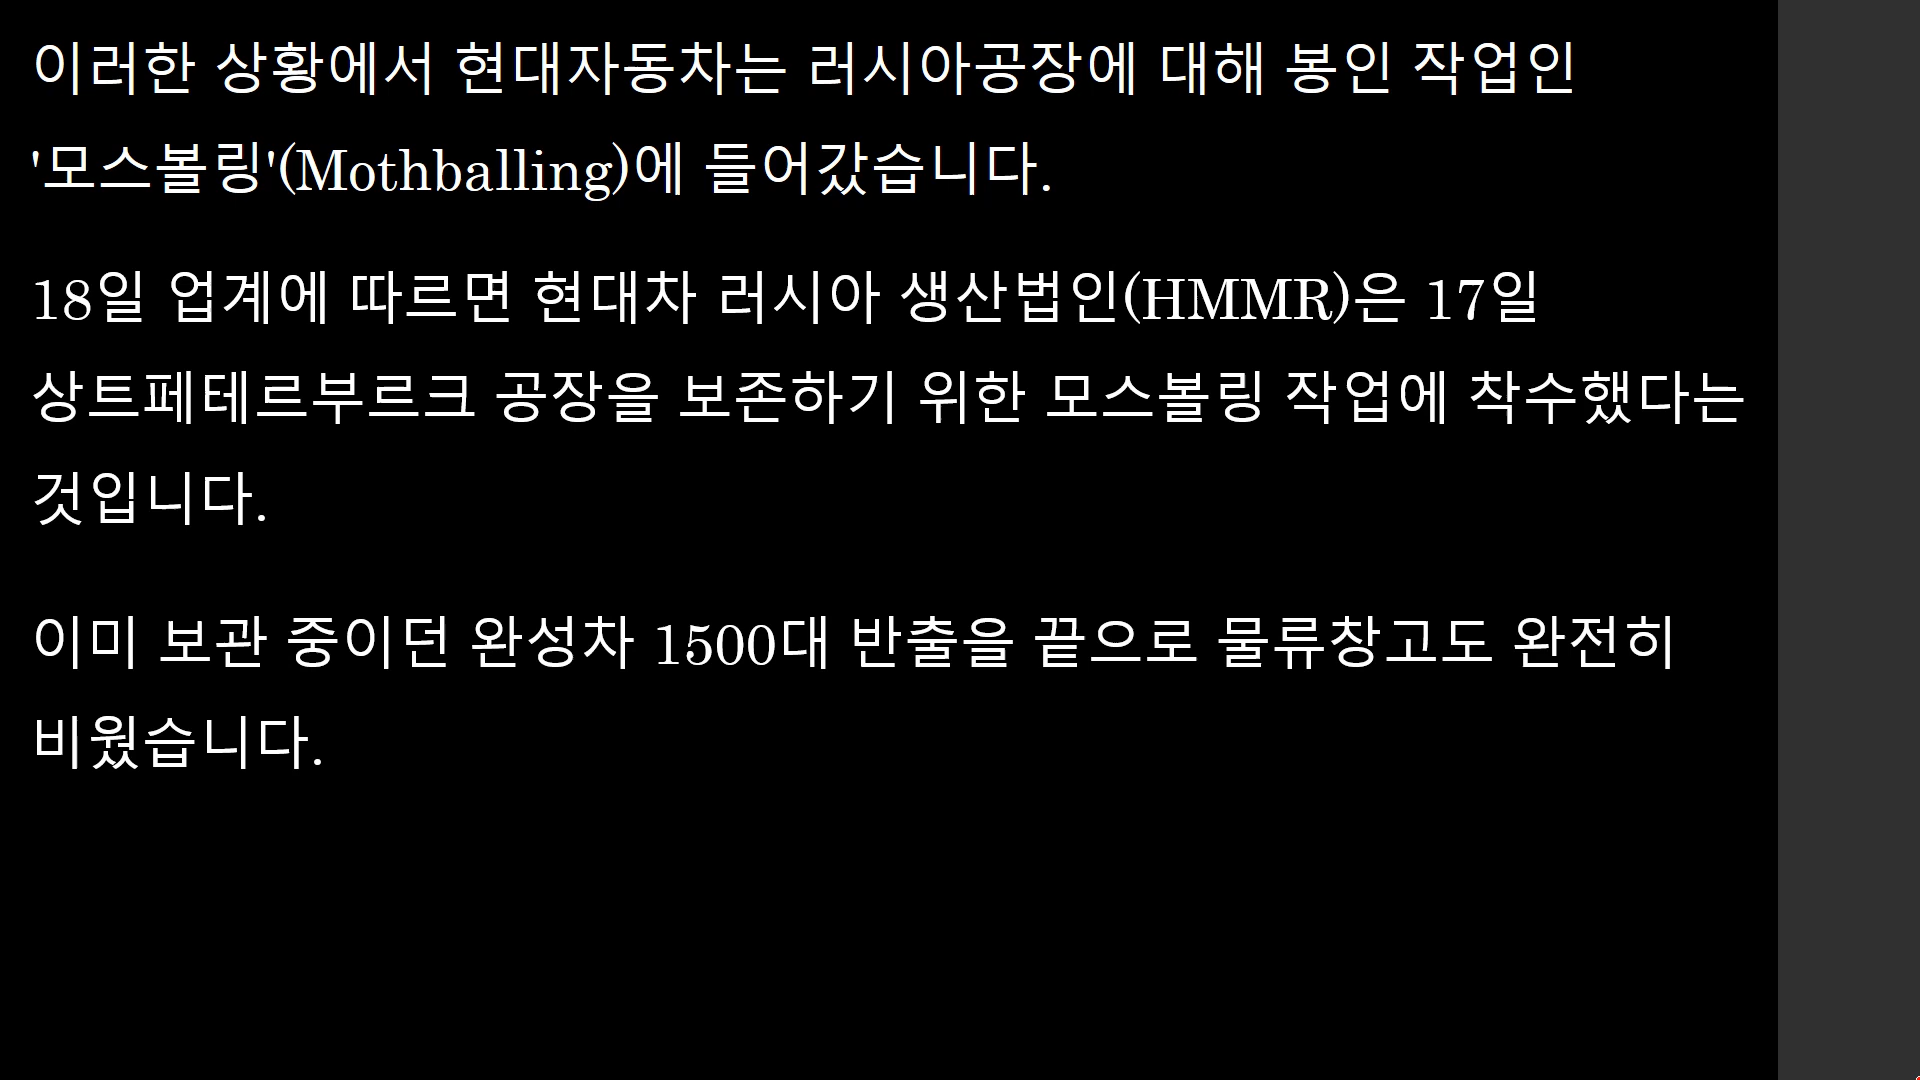 이러한 상황에서 현대자동차는 러시아공장에 대해 봉인 작업인
'모스볼링'(Mothballing)에 들어갔습니다.
18일 업계에 따르면 현대차 러시아 생산법인(HMMR)은 17일
상트페테르부르크 공장을 보존하기 위한 모스볼링 작업에 착수했다는
것입니다.
이미 보관 중이던 완성차 1500대 반출을 끝으로 물류창고도 완전히
비웠습니다.